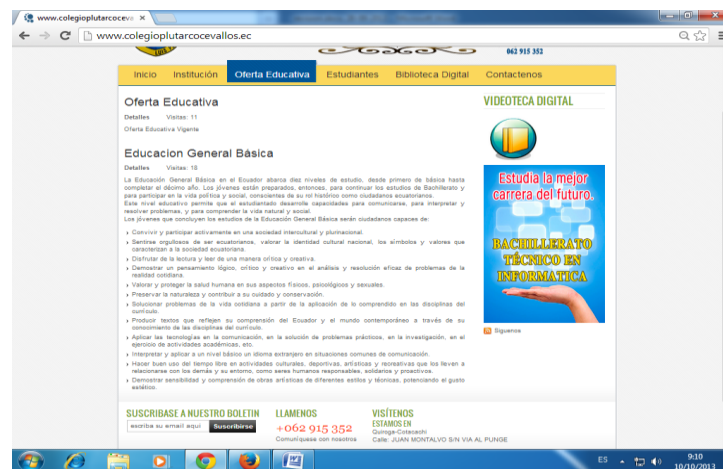 www.colegioplutarcoceva
www.colegioplutarcocevallos.ec
062 915 352
Inicio Institución Oferta Educativa Estudiantes Biblioteca Digital Contactenos
Oferta Educativa
Detalles Visitas: 11
Oferta Educativa Vigente
Educacion General Básica
Detalles Visitas: 18
La Educación General Básica en el Ecuador abarca diez niveles de estudio, desde primero de básica hasta
completar el décimo año. Los jóvenes están preparados, entonces, para continuar los estudios de Bachillerato y
para participar en la vida política y social, conscientes de su rol histórico como ciudadanos ecuatorianos.
Este nivel educativo permite que el estudiantado desarrolle capacidades para comunicarse, para interpretar y
resolver problemas, y para comprender la vida natural y social.
Los jóvenes que concluyen los estudios de la Educación General Básica serán ciudadanos capaces de:
Convivir y participar activamente en una sociedad intercultural y plurinacional.
Sentirse orgullosos de ser ecuatorianos, valorar la identidad cultural nacional, los símbolos y valores que
caracterizan a la sociedad ecuatoriana.
Disfrutar de la lectura y leer de una manera crítica y creativa.
Demostrar un pensamiento lógico, crítico y creativo en el análisis y resolución eficaz de problemas de la
realidad cotidiana.
Valorar y proteger la salud humana en sus aspectos físicos, psicológicos y sexuales.
Preservar la naturaleza y contribuir a su cuidado y conservación.
Solucionar problemas de la vida cotidiana a partir de la aplicación de lo comprendido en las disciplinas del
currículo.
Producir textos que reflejen su comprensión del Ecuador y el mundo contemporáneo a través de su
conocimiento de las disciplinas del currículo.
Aplicar las tecnologías en la comunicación, en la solución de problemas prácticos, en la investigación, en el
ejercicio de actividades académicas, etc.
Interpretar y aplicar a un nivel básico un idioma extranjero en situaciones comunes de comunicación.
Hacer buen uso del tiempo libre en actividades culturales, deportivas, artísticas y recreativas que los lleven a
relacionarse con los demás y su entorno, como seres humanos responsables, solidarios y proactivos.
Demostrar sensibilidad y comprensión de obras artísticas de diferentes estilos y técnicas, potenciando el gusto
estético.
VIDEOTECA DIGITAL
Estudia la mejor
carrera del futuro.
BACHILLERATO
TÉCNICO EN
INFORMATICA
Siguenos
SUSCRIBASE A NUESTRO BOLETIN
escriba su email aqui Suscribirse
LLAMENOS
+062 915 352
Comuníquese con nosotros
VISÍTENOS
ESTAMOS EN
Quiroga-Cotacachi
Calle: JUAN MONTALVO S/N VIA AL PUNGE
ES
9:10
10/10/2013